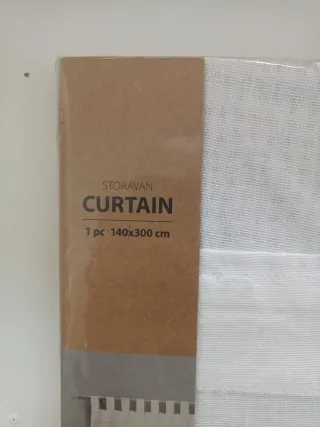 STORAVAN
CURTAIN
1 pc 140x300 cm